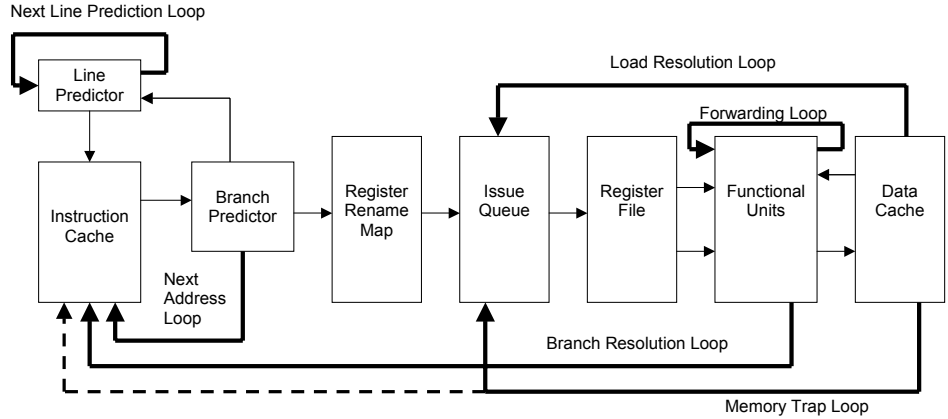 Next Line Prediction Loop
Line
Predictor
Load Resolution Loop
Forwarding Loop
Instruction
Cache
Branch
Predictor
Register
Rename
Map
Issue
Queue
Register
File
Functional
Units
Data
Cache
Next
Address
Loop
Branch Resolution Loop
Memory Trap Loop